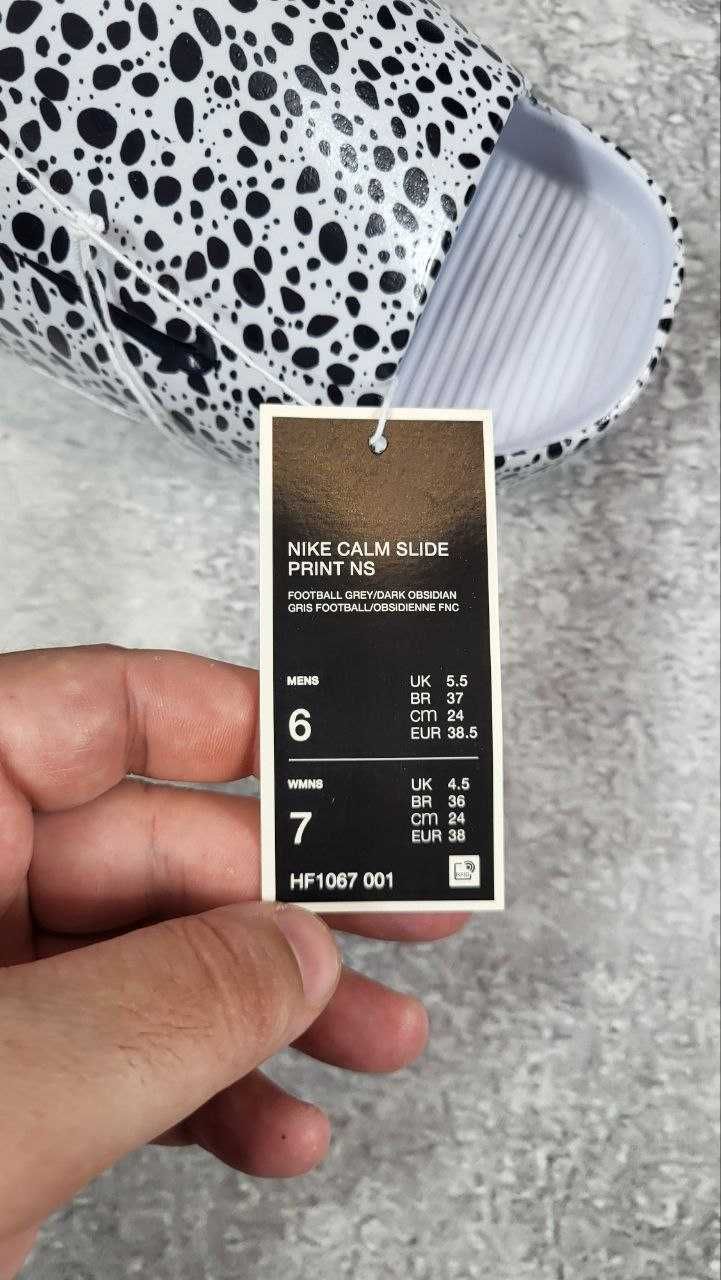 NIKE CALM SLIDE
PRINT NS
FOOTBALL GREY/DARK OBSIDIAN
GRIS FOOTBALL/OBSIDIENNE FNC
MENS
6
UK 5.5
BR 37
cm 24
EUR 38.5
WMNS
7
UK 4.5
BR 36
cm 24
EUR 38
HF1067 001